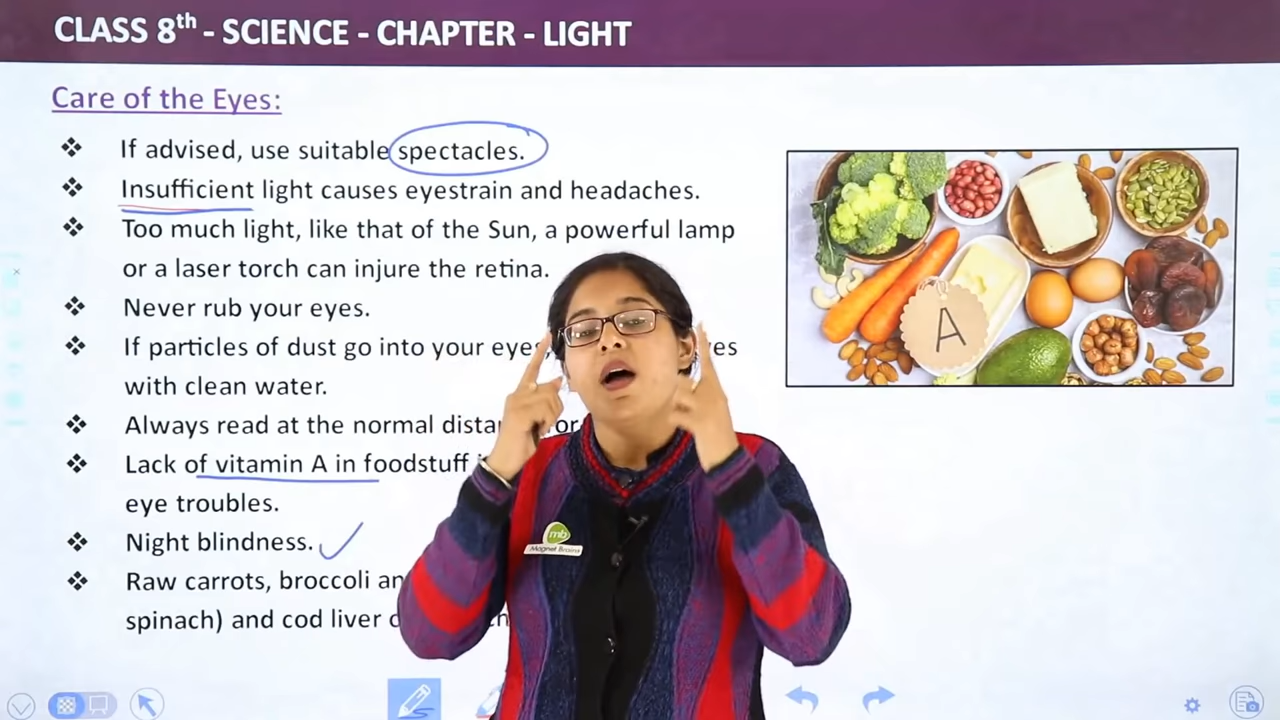 CLASS 8th - SCIENCE - CHAPTER - LIGHT
Care of the Eyes:
❖ If advised, use suitable spectacles.
❖ Insufficient light causes eyestrain and headaches.
❖ Too much light, like that of the Sun, a powerful lamp
or a laser torch can injure the retina.
❖ Never rub your eyes.
❖ If particles of dust go into your eyes
with clean water.
❖ Always read at the normal
❖ Lack of vitamin A in foodstuff
eye troubles.
❖ Night blindness.
❖ Raw carrots, broccoli
spinach) and cod liver
A
mb
Magnet Brains